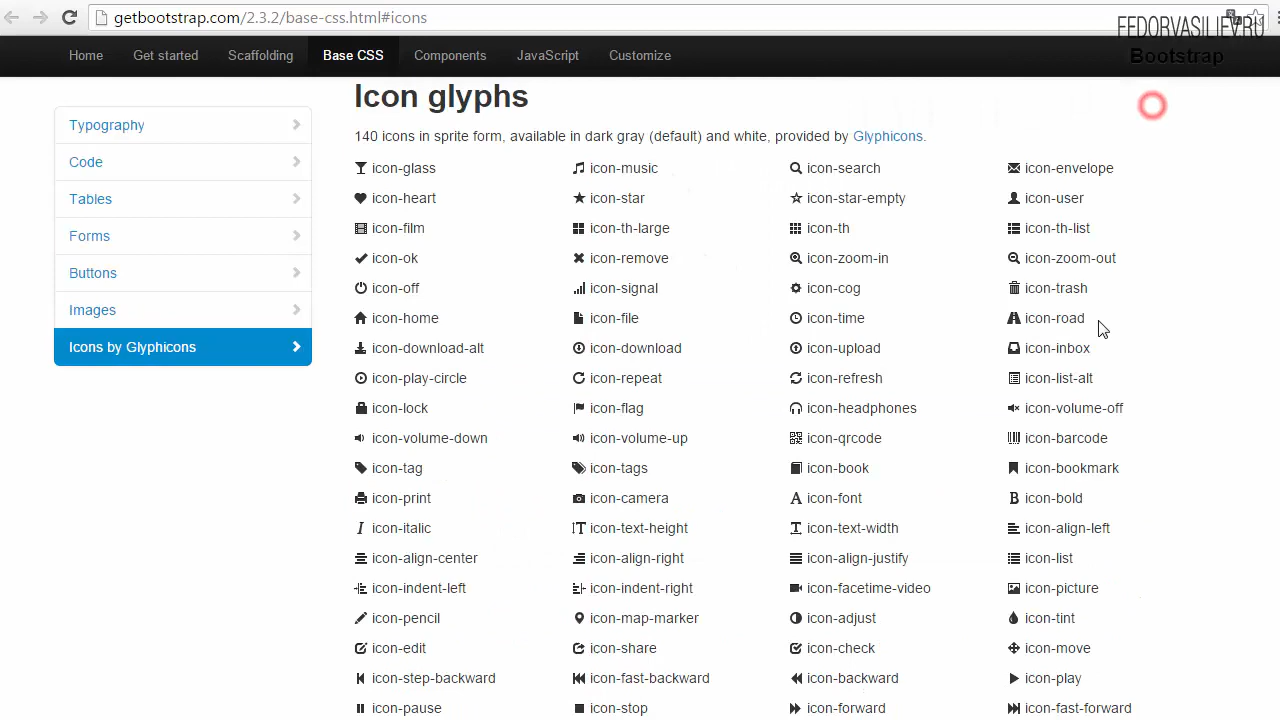 getbootstrap.com/2.3.2/base-css.html#icons
FEDORVASILIEV.RU
Bootstrap
Home Get started Scaffolding Base CSS Components JavaScript Customize
Typography
Code
Tables
Forms
Buttons
Images
Icons by Glyphicons
Icon glyphs
140 icons in sprite form, available in dark gray (default) and white, provided by Glyphicons.
icon-glass icon-music icon-search icon-envelope
icon-heart icon-star icon-star-empty icon-user
icon-film icon-th-large icon-th icon-th-list
icon-ok icon-remove icon-zoom-in icon-zoom-out
icon-off icon-signal icon-cog icon-trash
icon-home icon-file icon-time icon-road
icon-download-alt icon-download icon-upload icon-inbox
icon-play-circle icon-repeat icon-refresh icon-list-alt
icon-lock icon-flag icon-headphones icon-volume-off
icon-volume-down icon-volume-up icon-qrcode icon-barcode
icon-tag icon-tags icon-book icon-bookmark
icon-print icon-camera icon-font icon-bold
icon-italic icon-text-height icon-text-width icon-align-left
icon-align-center icon-align-right icon-align-justify icon-list
icon-indent-left icon-indent-right icon-facetime-video icon-picture
icon-pencil icon-map-marker icon-adjust icon-tint
icon-edit icon-share icon-check icon-move
icon-step-backward icon-fast-backward icon-backward icon-play
icon-pause icon-stop icon-forward icon-fast-forward